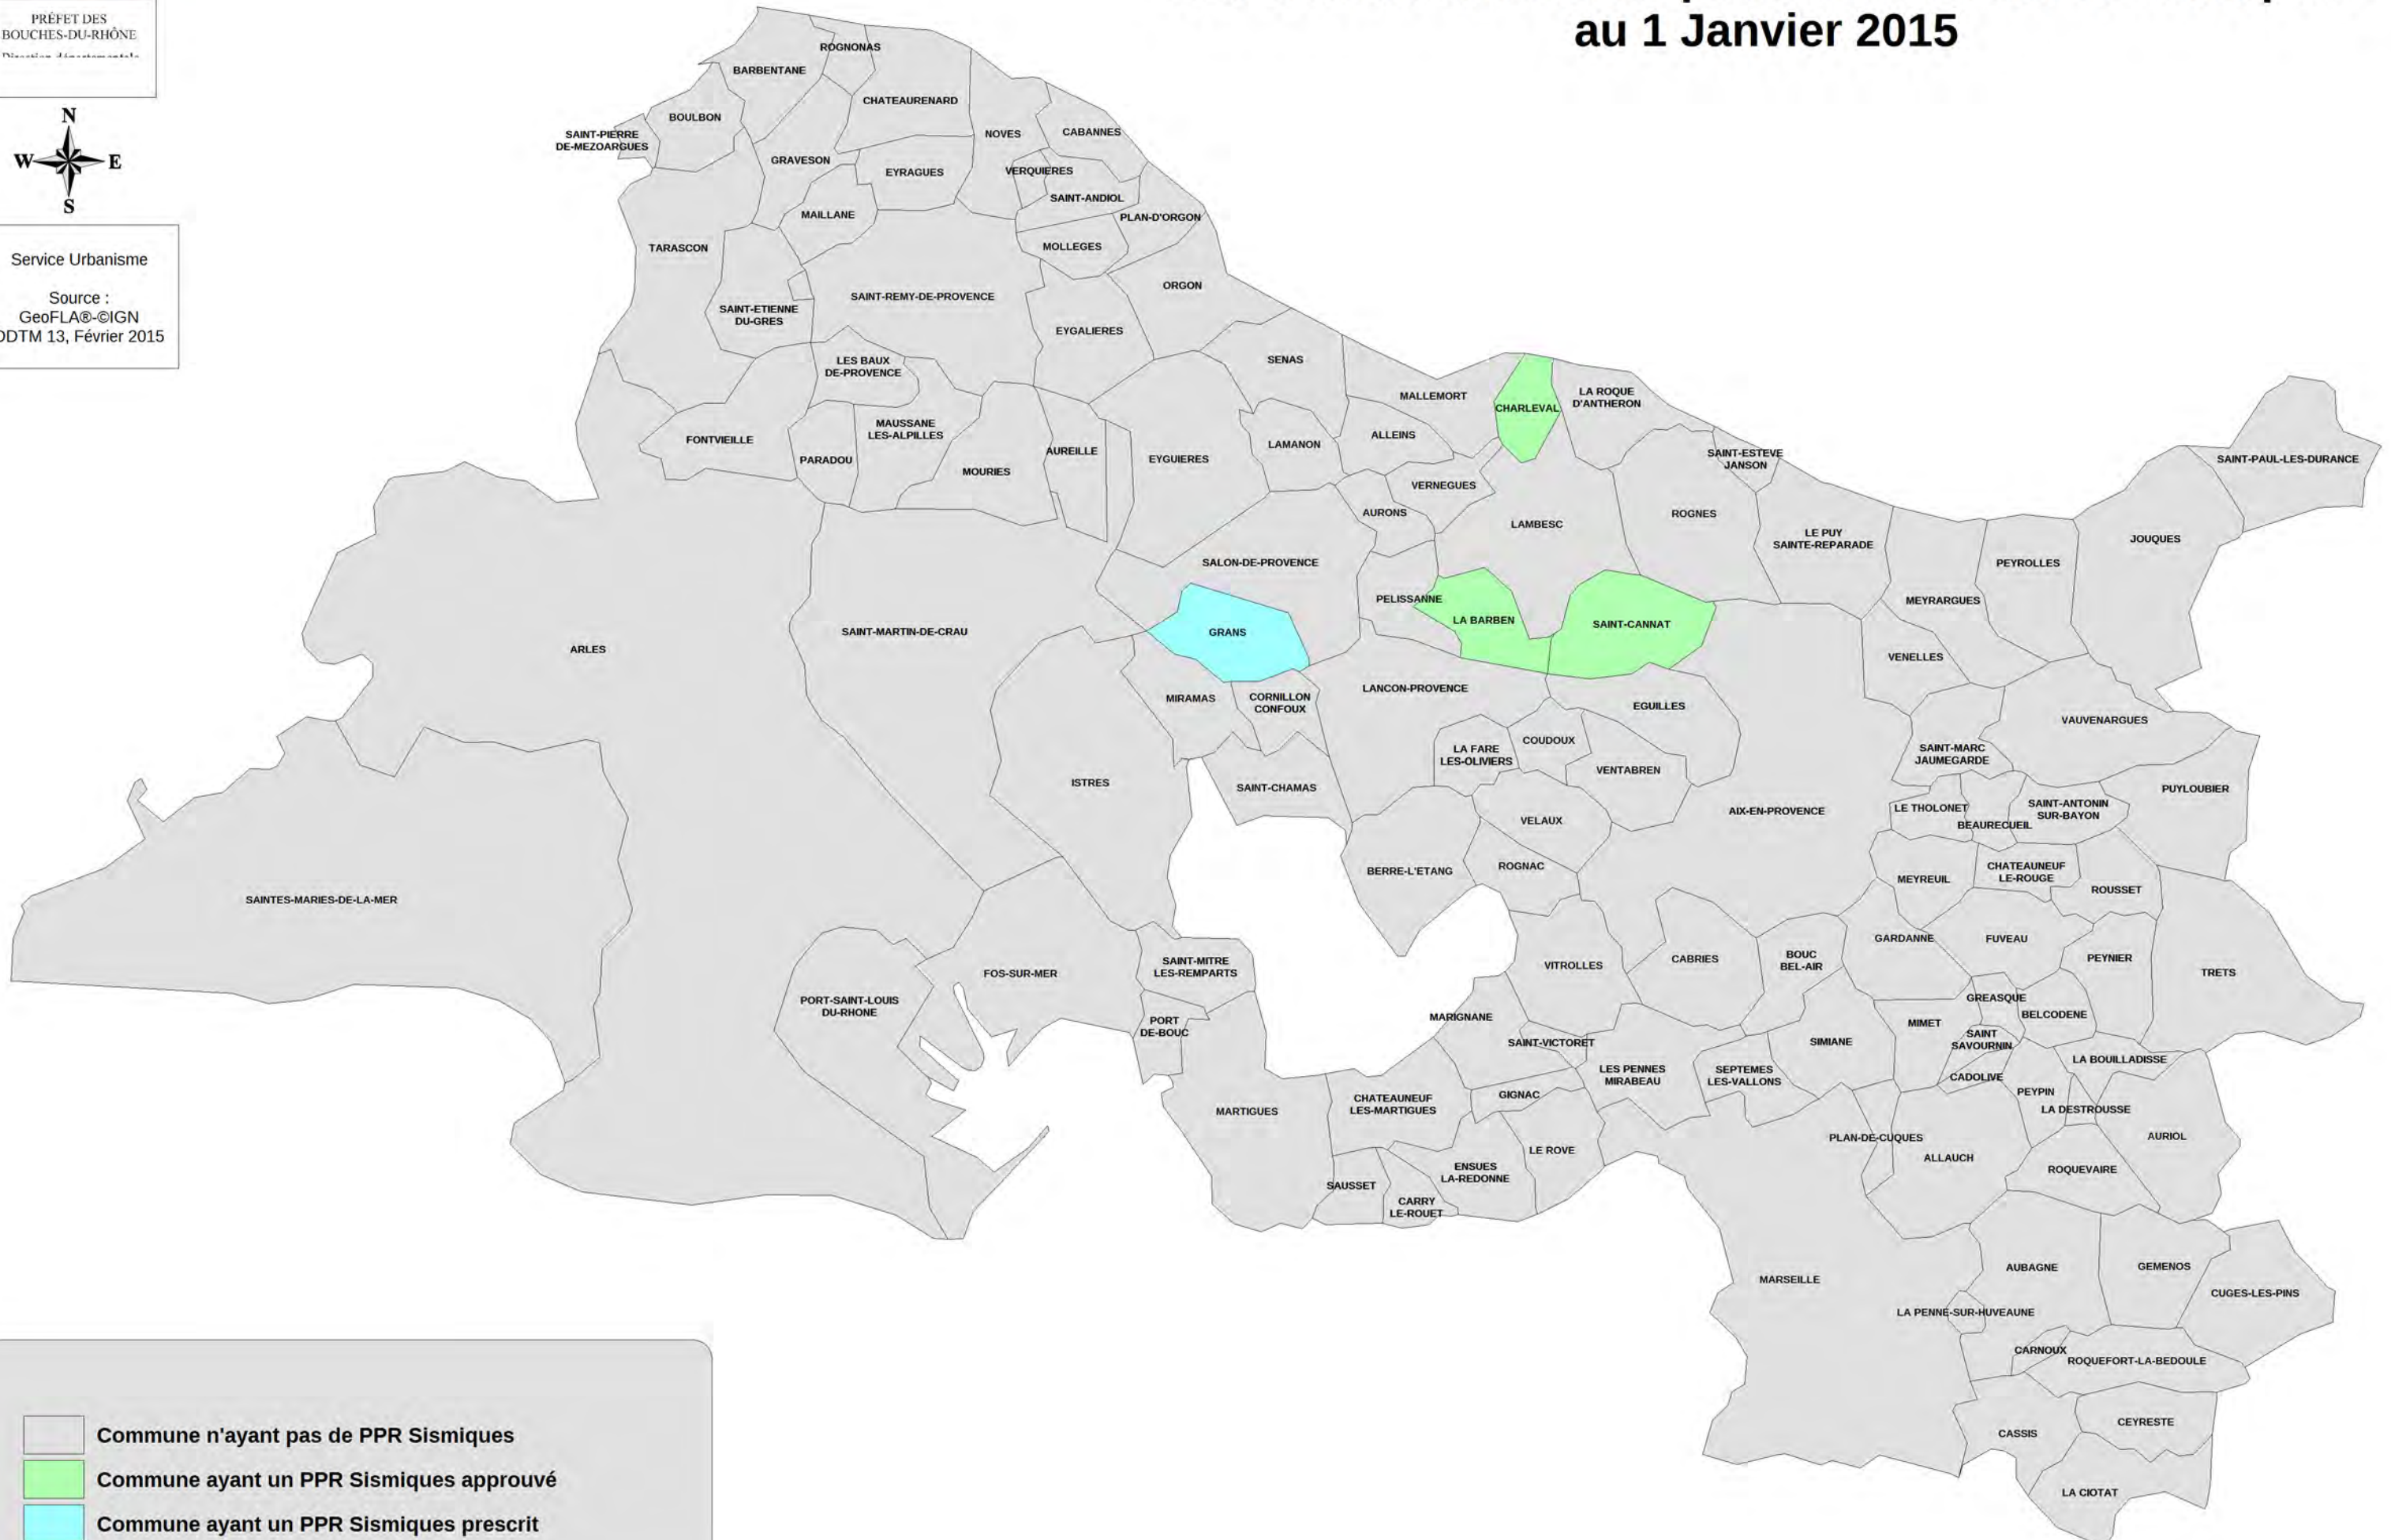 au 1 Janvier 2015
PRÉFET DES
BOUCHES-DU-RHÔNE
N
W
E
S
Service Urbanisme
Source :
GeoFLA®-©IGN
DDTM 13, Février 2015
ROGNONAS
BARBENTANE
CHATEAURENARD
BOULBON
SAINT-PIERRE
DE-MEZOARGUES
NOVES
CABANNES
GRAVESON
EYRAGUES
VERQUIERES
SAINT-ANDIOL
MAILLANE
PLAN-D'ORGON
TARASCON
MOLLEGES
ORGON
SAINT-REMY-DE-PROVENCE
SAINT-ETIENNE
DU-GRES
EYGALIERES
LES BAUX
DE-PROVENCE
SENAS
MALLEMORT
CHARLEVAL
LA ROQUE
D'ANTHERON
MAUSSANE
LES-ALPILLES
FONTVIEILLE
PARADOU
MOURIES
AUREILLE
EYGUIERES
LAMANON
ALLEINS
SAINT-ESTEVE
JANSON
SAINT-PAUL-LES-DURANCE
VERNEGUES
AURONS
LAMBESC
ROGNES
LE PUY
SAINTE-REPARADE
JOUQUES
PEYROLLES
SALON-DE-PROVENCE
PELISSANNE
MEYRARGUES
LA BARBEN
SAINT-CANNAT
GRANS
SAINT-MARTIN-DE-CRAU
ARLES
VENELLES
LANCON-PROVENCE
MIRAMAS
CORNILLON
CONFOUX
EGUILLES
VAUVENARGUES
COUDOUX
LA FARE
LES-OLIVIERS
SAINT-MARC
JAUMEGARDE
VENTABREN
ISTRES
SAINT-CHAMAS
PUYLOUBIER
AIX-EN-PROVENCE
LE THOLONET
SAINT-ANTONIN
SUR-BAYON
BEAURECUEIL
VELAUX
BERRE-L'ETANG
ROGNAC
CHATEAUNEUF
LE-ROUGE
MEYREUIL
ROUSSET
SAINTES-MARIES-DE-LA-MER
GARDANNE
FUVEAU
CABRIES
BOUC
BEL-AIR
PEYNIER
VITROLLES
SAINT-MITRE
LES-REMPARTS
FOS-SUR-MER
TRETS
PORT-SAINT-LOUIS
DU-RHONE
GREASQUE
BELCODENE
MARIGNANE
PORT
DE-BOUC
MIMET
SAINT
SAVOURNIN
SAINT-VICTORET
SIMIANE
LA BOUILLADISSE
LES PENNES
MIRABEAU
SEPTEMES
LES-VALLONS
CADOLIVE
PEYPIN
GIGNAC
CHATEAUNEUF
LES-MARTIGUES
MARTIGUES
LA DESTROUSSE
PLAN-DE-CUQUES
AURIOL
LE ROVE
ALLAUCH
ENSUES
LA-REDONNE
ROQUEVAIRE
SAUSSET
CARRY
LE-ROUET
AUBAGNE
GEMENOS
MARSEILLE
CUGES-LES-PINS
LA PENNE-SUR-HUVEAUNE
CARNOUX
ROQUEFORT-LA-BEDOULE
CEYRESTE
CASSIS
LA CIOTAT
Commune n'ayant pas de PPR Sismiques
Commune ayant un PPR Sismiques approuvé
Commune ayant un PPR Sismiques prescrit